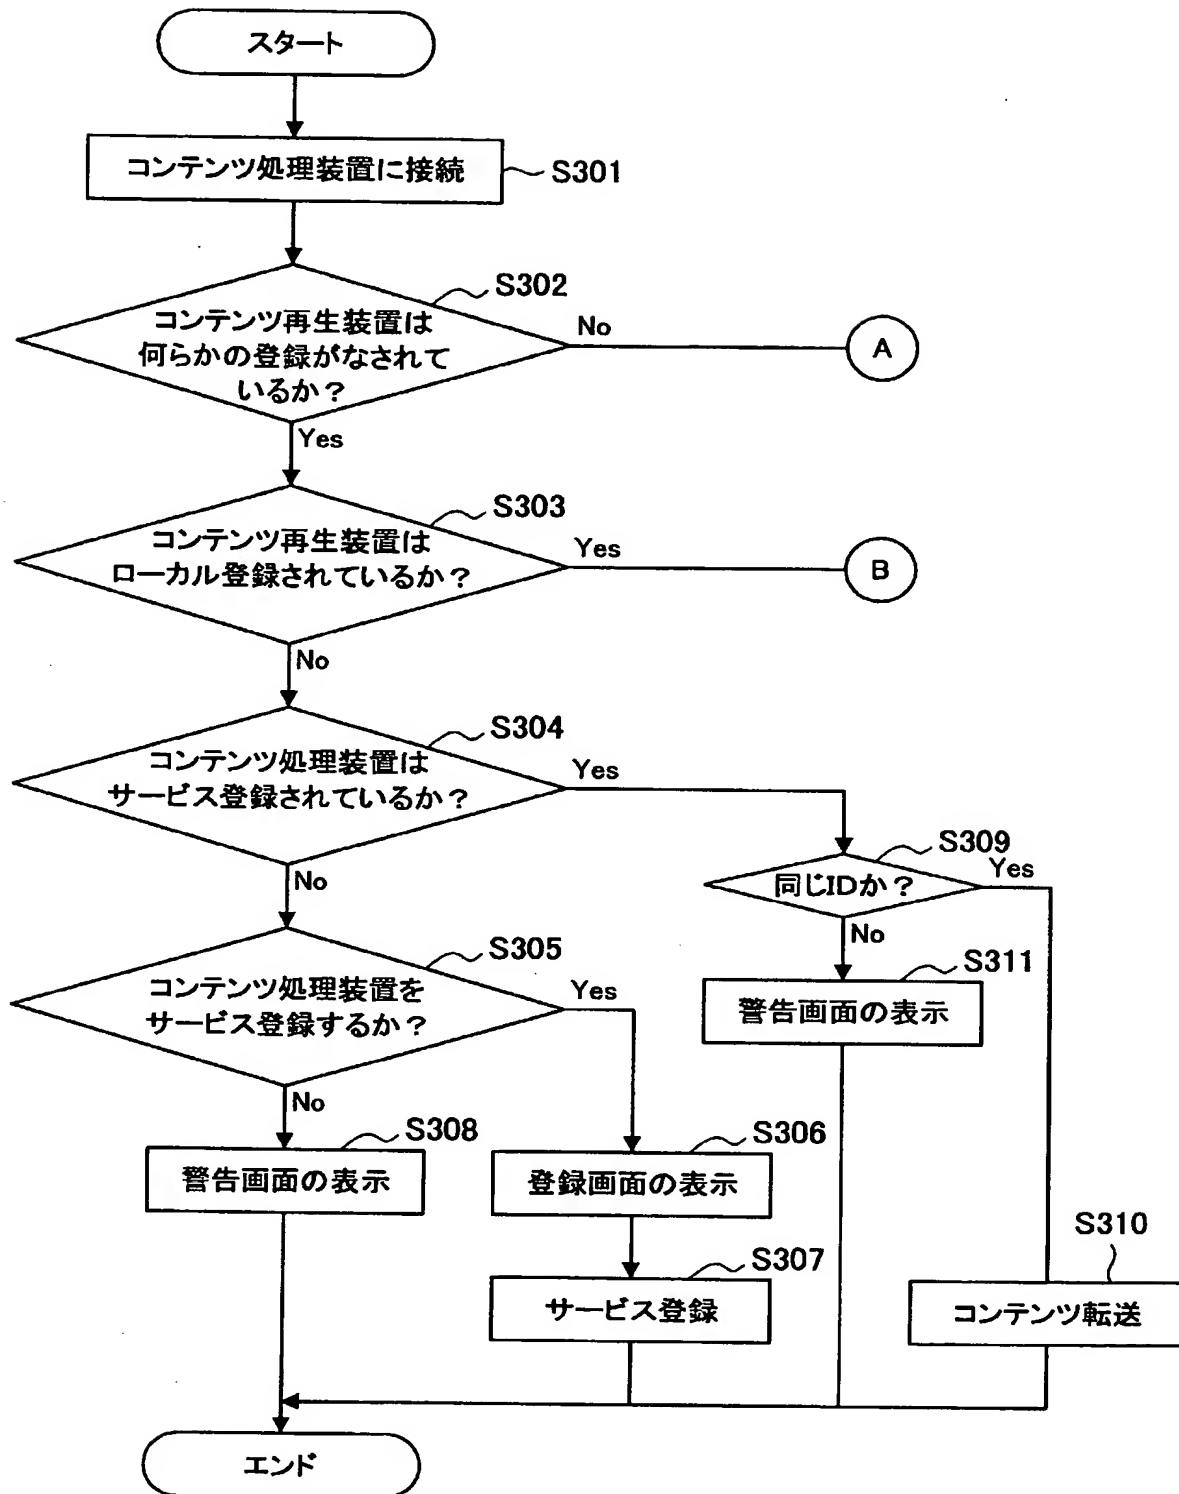 スタート
コンテンツ処理装置に接続
S301
S302
コンテンツ再生装置は
何らかの登録がなされて
いるか？
No
A
Yes
S303
コンテンツ再生装置は
ローカル登録されているか？
Yes
B
No
S304
コンテンツ処理装置は
サービス登録されているか？
Yes
S309
同じIDか？
Yes
No
No
S305
コンテンツ処理装置を
サービス登録するか？
Yes
S311
警告画面の表示
No
S308
警告画面の表示
S306
登録画面の表示
S307
サービス登録
S310
コンテンツ転送
エンド